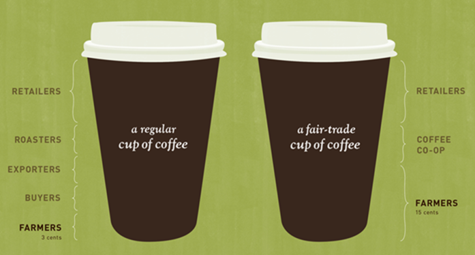 a regular
cup of coffee
RETAILERS
ROASTERS
EXPORTERS
BUYERS
FARMERS
3 cents
a fair-trade
cup of coffee
RETAILERS
COFFEE
CO-OP
FARMERS
15 cents